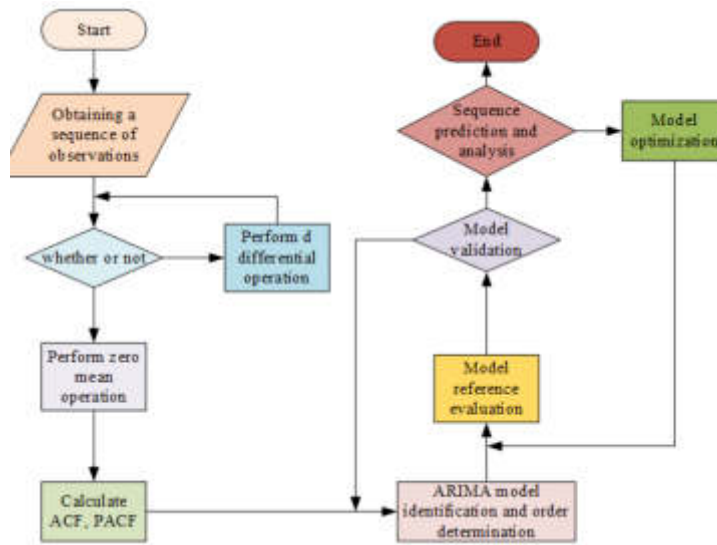 Start
Obtaining a
sequence of
observations
whether or not
Perform d
differential
operation
Perform zero
mean
operation
Calculate
ACF, PACF
ARIMA model
identification and order
determination
Model
reference
evaluation
Model
validation
Sequence
prediction and
analysis
Model
optimization
End